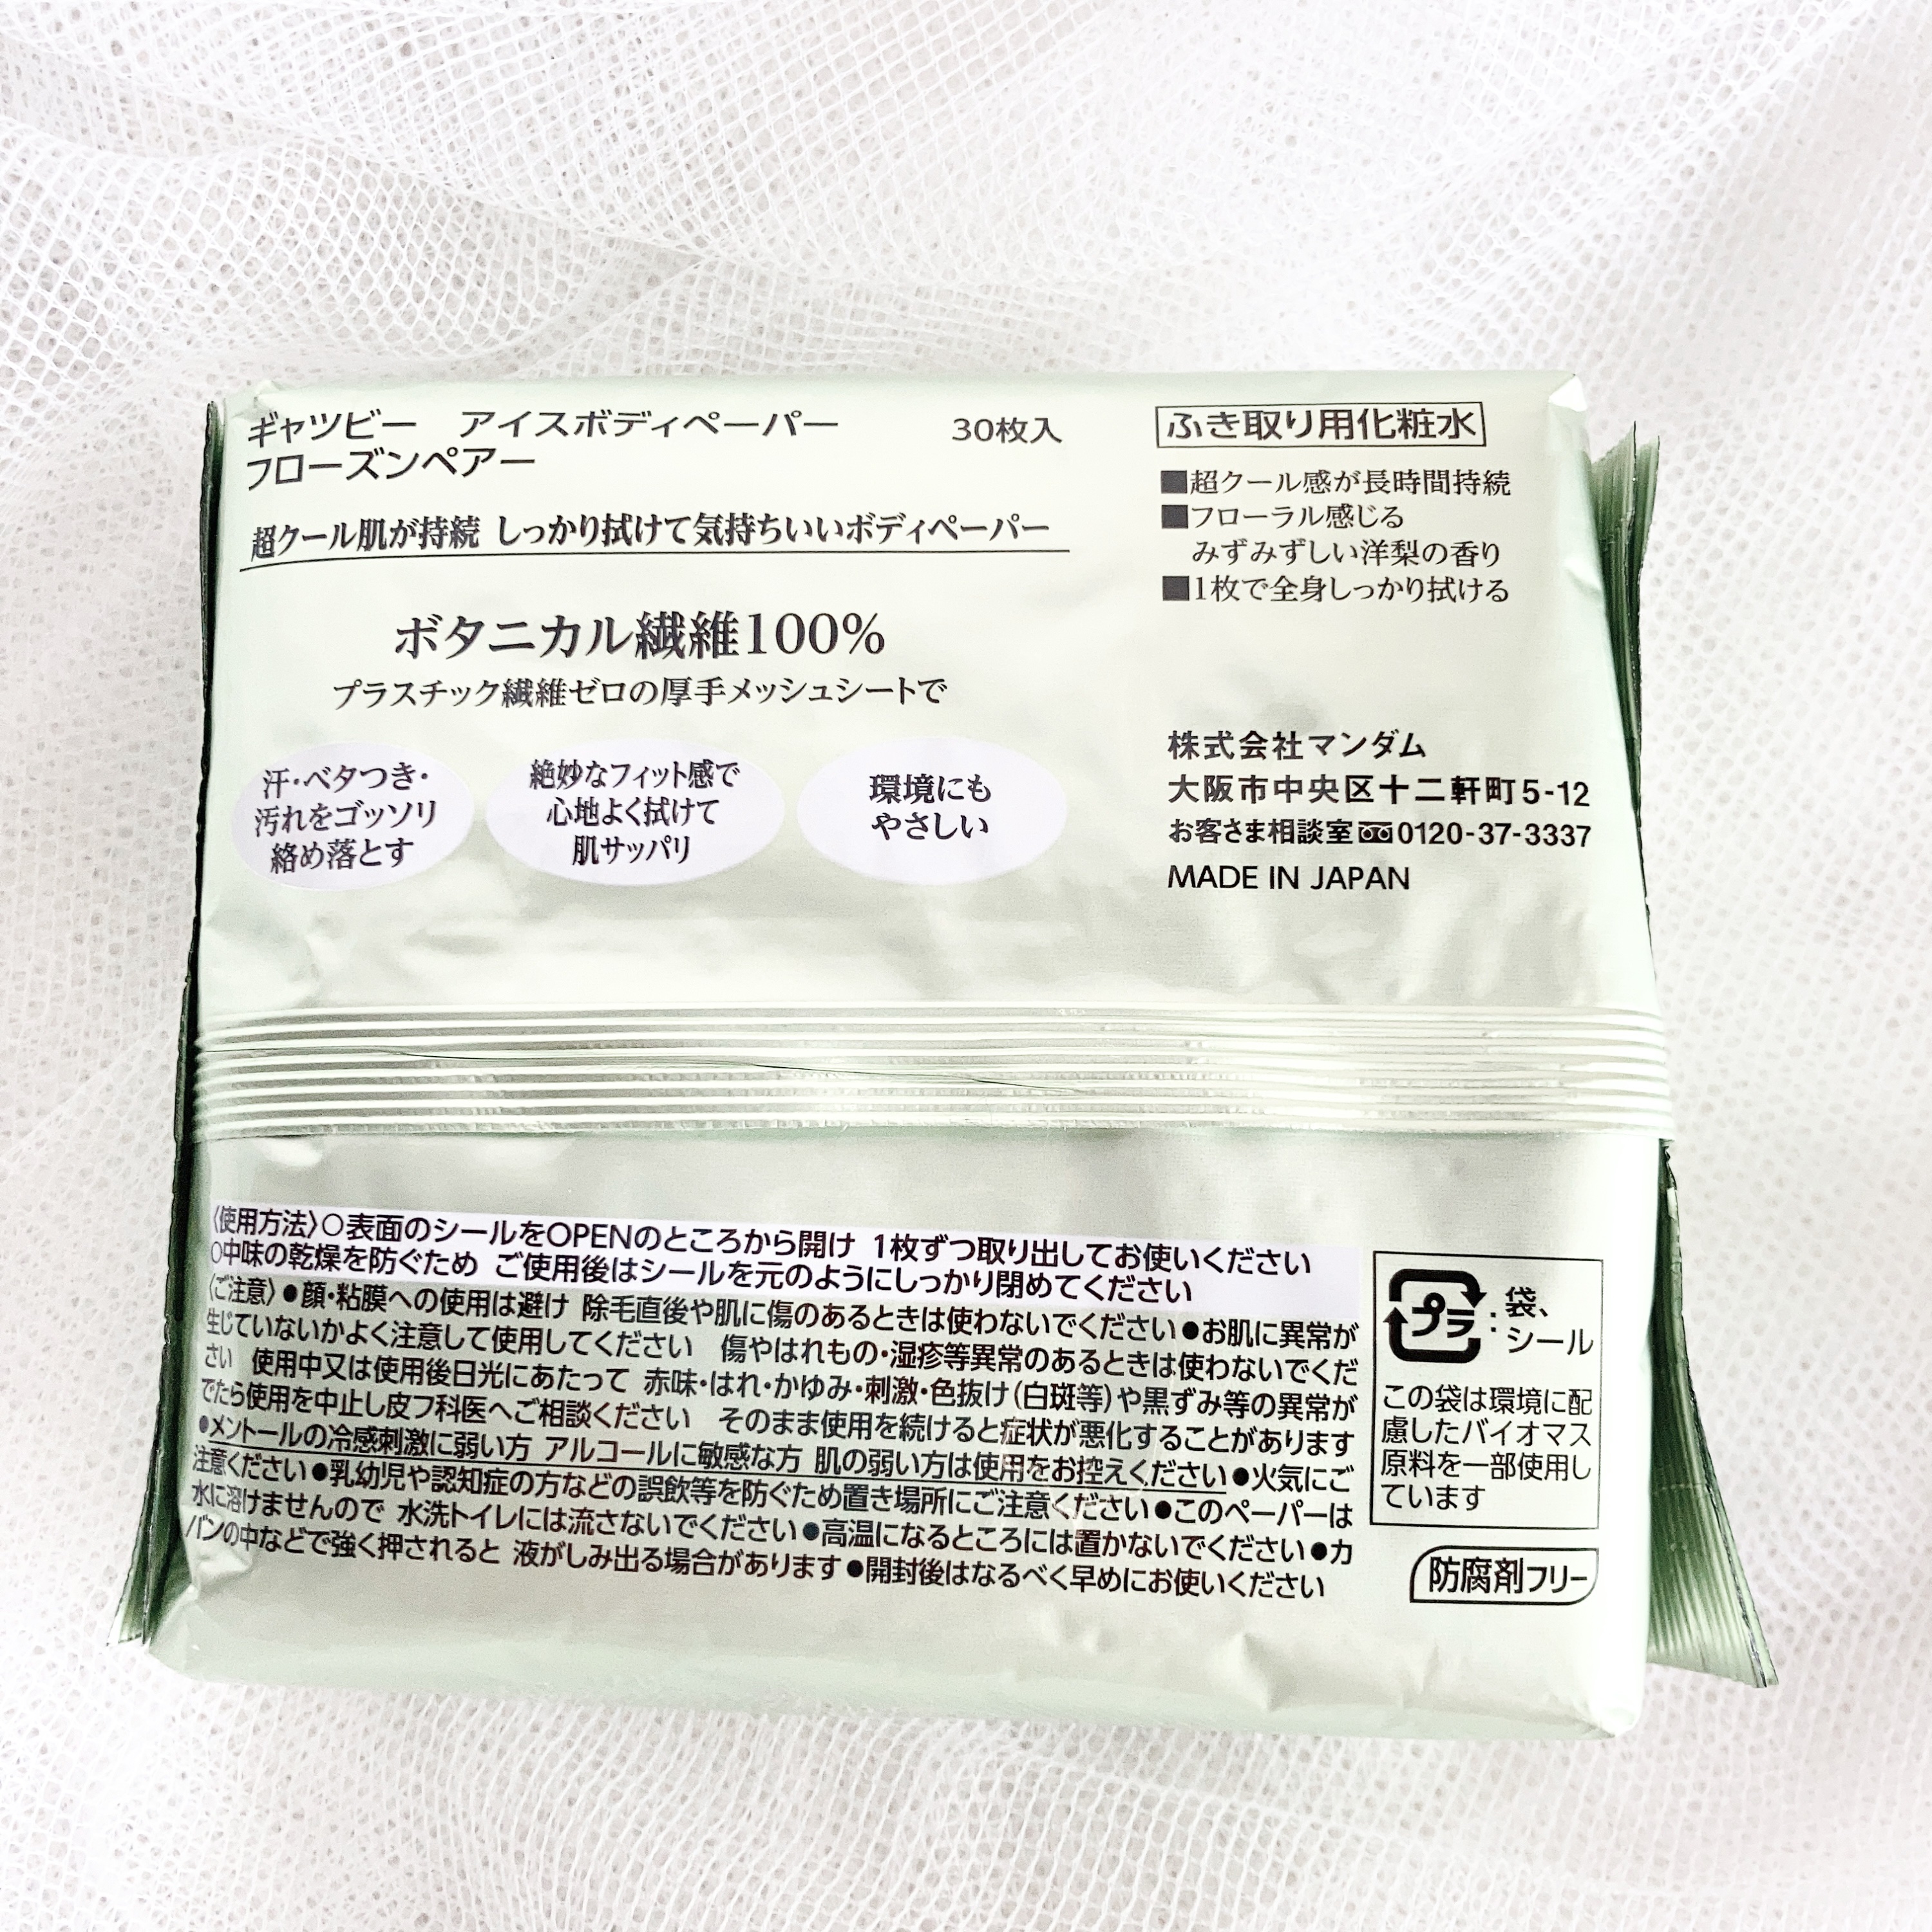 ギャツビー　アイスボディペーパー　30枚入
フローズンペアー
超クール肌が持続 しっかり拭けて気持ちいいボディペーパー
ボタニカル繊維100%
プラスチック繊維ゼロの厚手メッシュシートで
汗・ベタつき・
汚れをゴッソリ
絡め落とす
絶妙なフィット感で
心地よく拭けて
肌サッパリ
環境にも
やさしい
ふき取り用化粧水
■超クール感が長時間持続
■フローラル感じる
みずみずしい洋梨の香り
■1枚で全身しっかり拭ける
株式会社マンダム
大阪市中央区十二軒町5-12
お客さま相談室 0120-37-3337
MADE IN JAPAN
〈使用方法〉○表面のシールをOPENのところから開け 1枚ずつ取り出してお使いください
○中味の乾燥を防ぐため ご使用後はシールを元のようにしっかり閉めてください
〈ご注意〉●顔・粘膜への使用は避け 除毛直後や肌に傷のあるときは使わないでください●お肌に異常が
生じていないかよく注意して使用してください 傷やはれもの・湿疹等異常のあるときは使わないでくだ
さい 使用中又は使用後日光にあたって 赤味・はれ・かゆみ・刺激・色抜け(白斑等)や黒ずみ等の異常が
でたら使用を中止し皮フ科医へご相談ください そのまま使用を続けると症状が悪化することがあります
●メントールの冷感刺激に弱い方 アルコールに敏感な方 肌の弱い方は使用をお控えください●火気にご
注意ください●乳幼児や認知症の方などの誤飲等を防ぐため置き場所にご注意ください●このペーパーは
水に溶けませんので 水洗トイレには流さないでください●高温になるところには置かないでください●カ
バンの中などで強く押されると 液がしみ出る場合があります●開封後はなるべく早めにお使いください
プラ:袋、
シール
この袋は環境に配
慮したバイオマス
原料を一部使用し
ています
防腐剤フリー